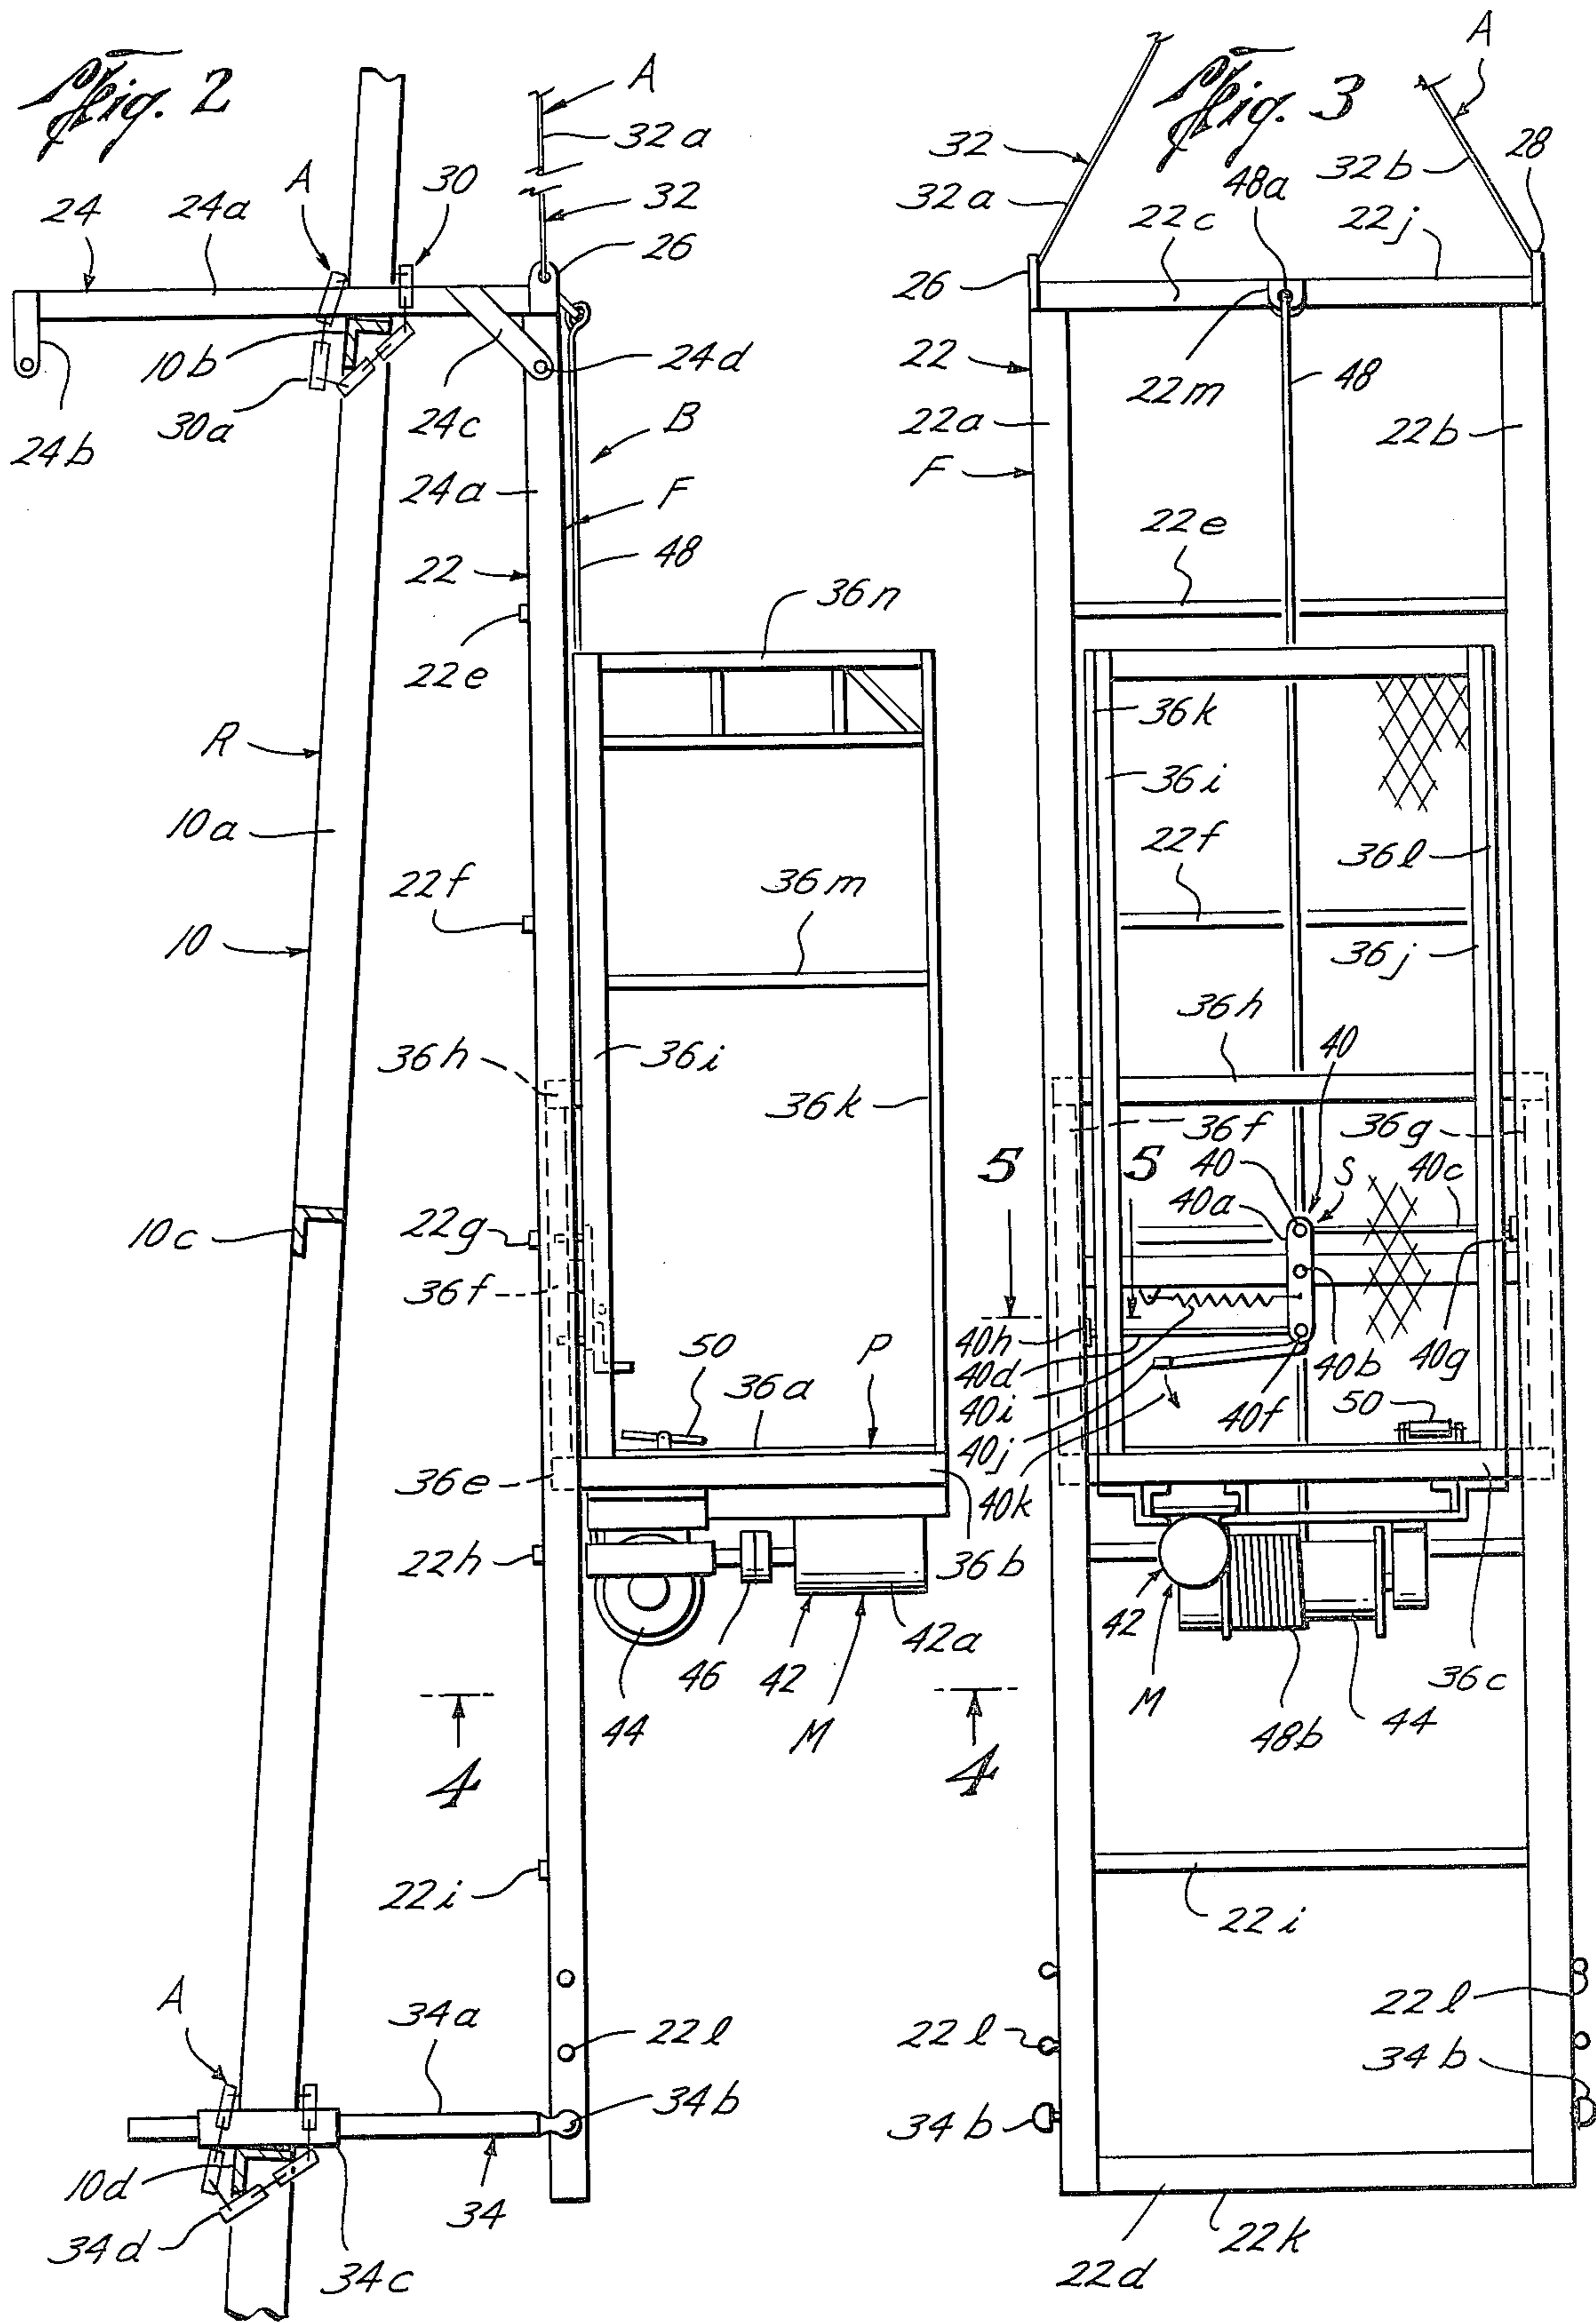 Fig. 2
A
32a
A
30
24
24a
32
26
10b
24d
30a
24c
24b
B
24a
F
22
48
36n
22e
R
10a
22f
36m
10
36h
36i
36k
10c
22g
36f
50
36a
P
36e
22h
36b
46
42
42a
44
M
4
22i
A
34a
22l
34b
10d
34
34d
34c
Fig. 3
A
32
28
32a
48a
32b
22c
22j
26
22
22m
48
22a
22b
F
22e
36k
36i
22f
36l
36j
36h
40
36f
36g
5
5
40
S
40c
40a
40h
40d
40b
40g
40i
40f
50
40j
40k
42
36c
M
48b
44
4
22i
22l
22l
34b
34b
22k
22d